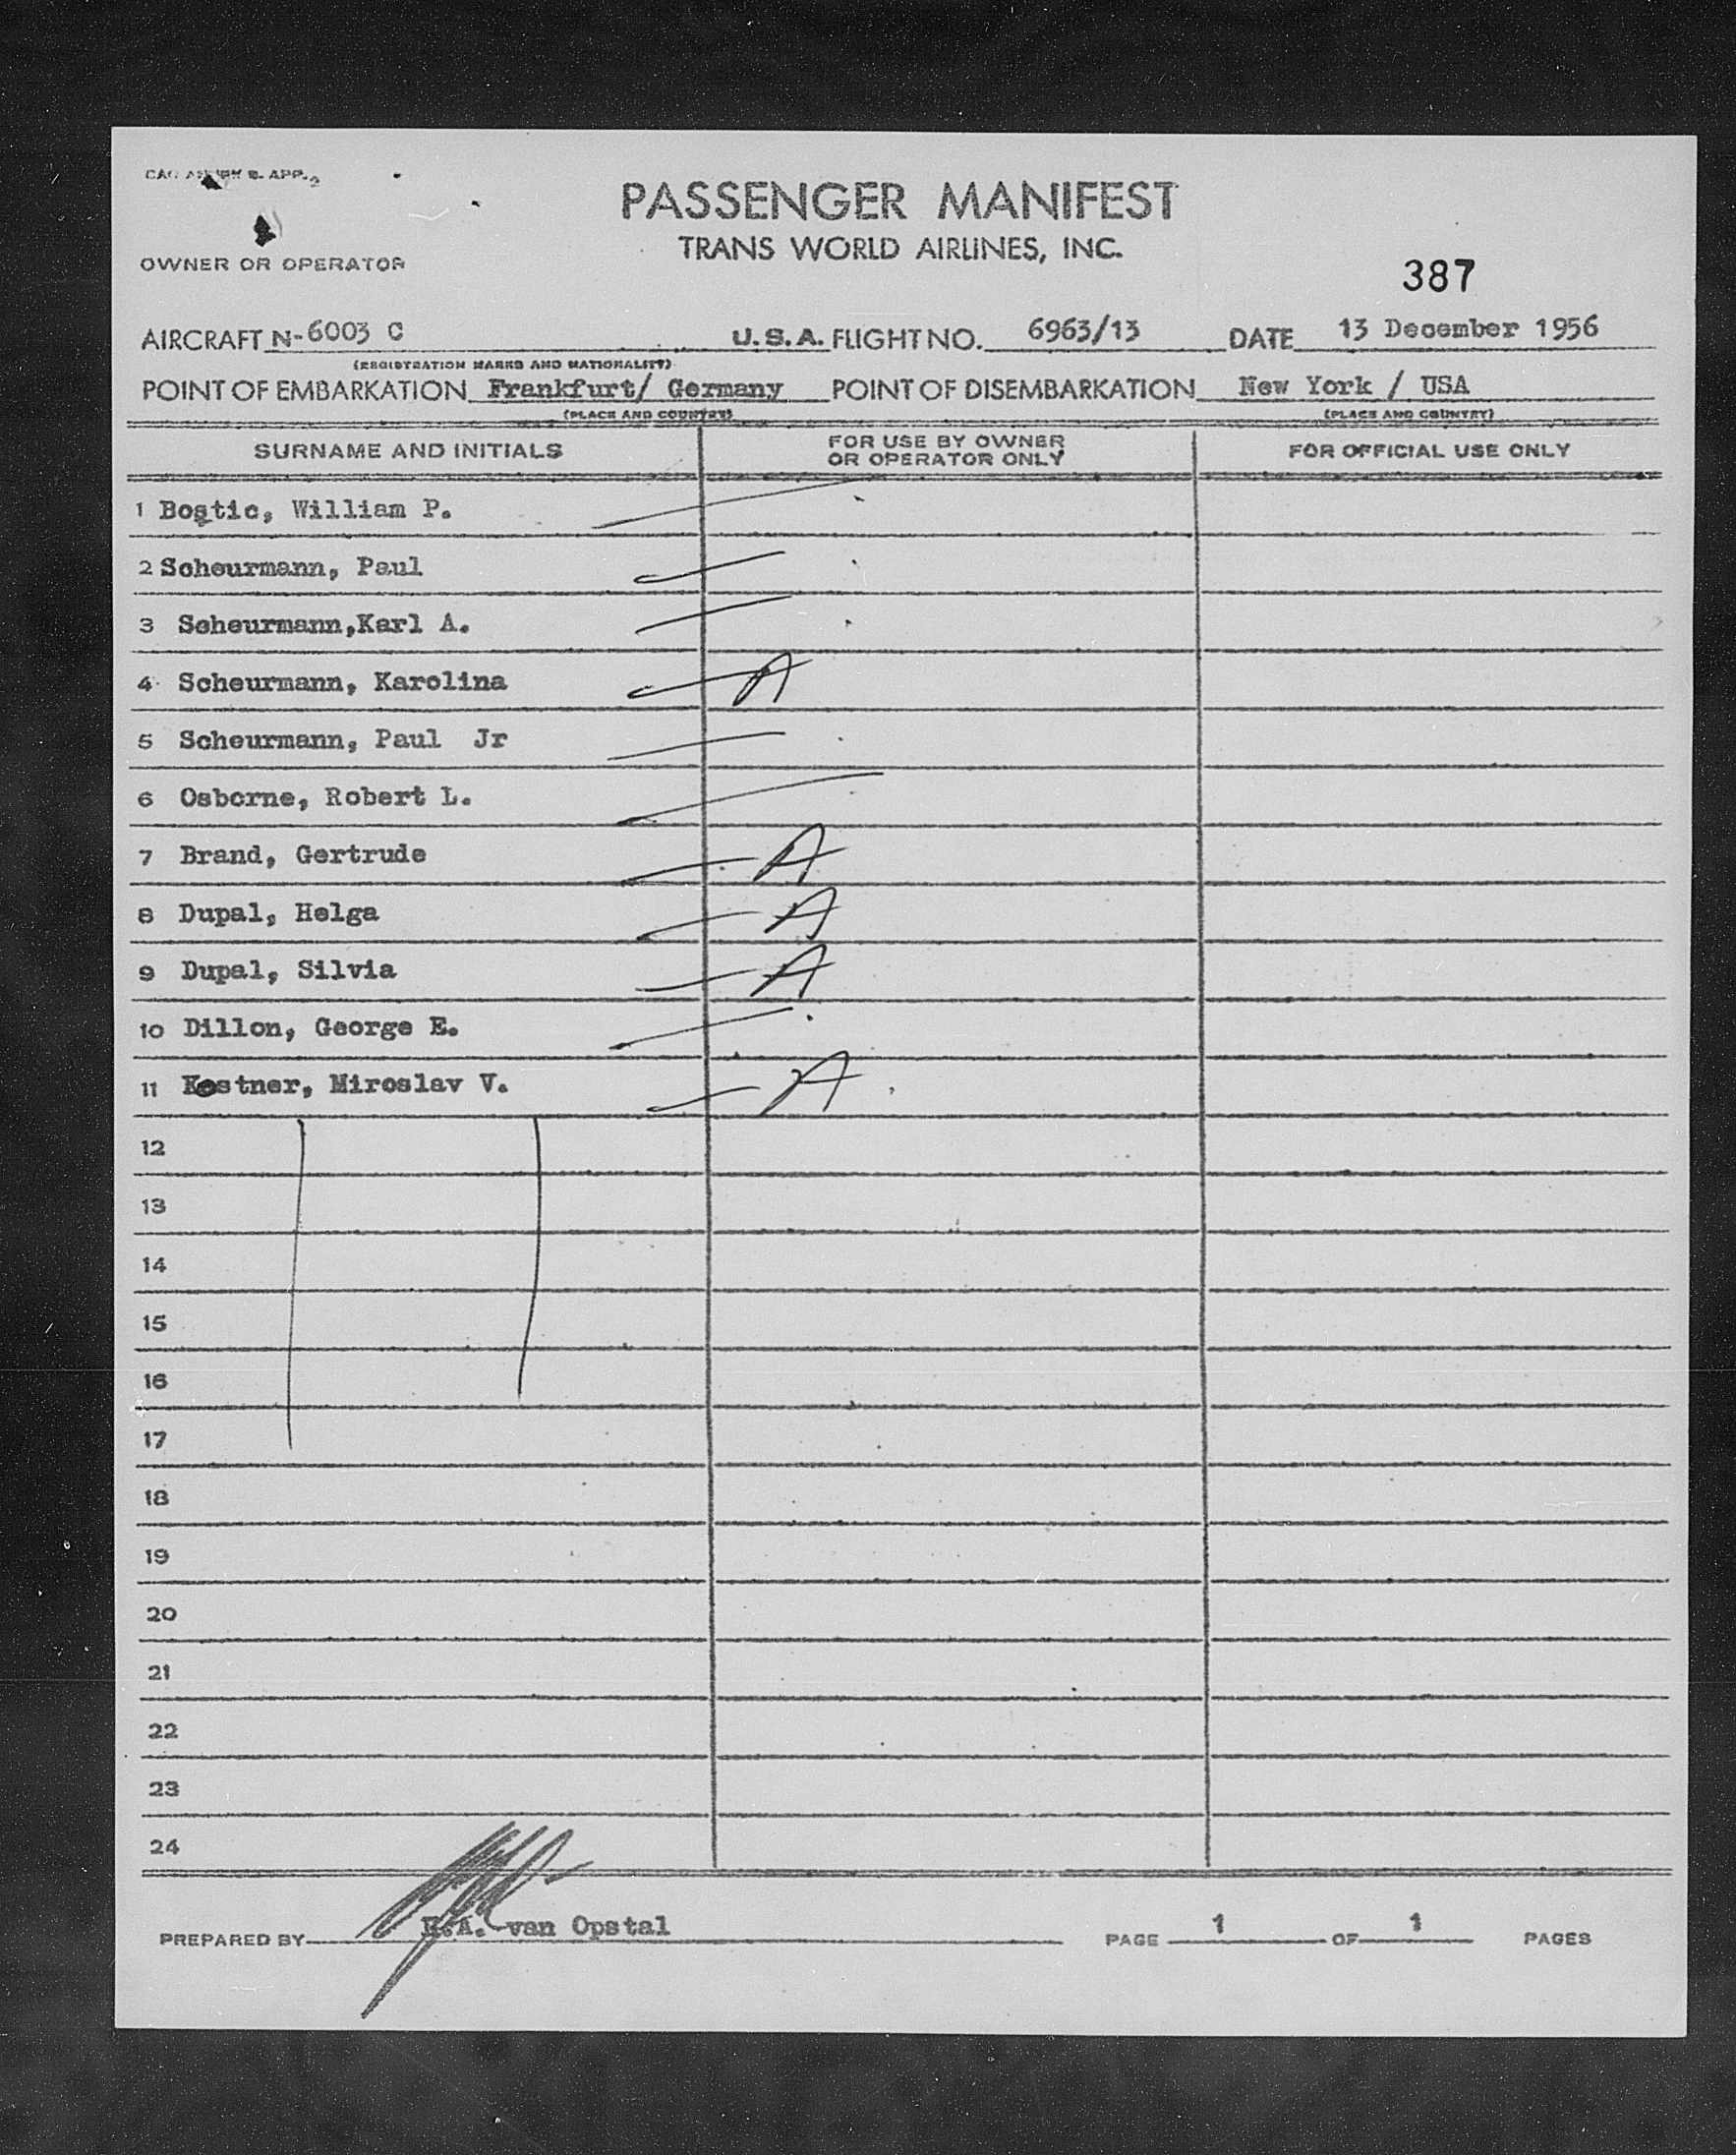 PASSENGER MANIFEST
TRANS WORLD AIRLINES, INC.
OWNER OR OPERATOR
387
AIRCRAFT N-6003 C U.S.A. FLIGHT NO. 6963/13 DATE 13 December 1956
(REGISTRATION MARKS AND NATIONALITY)
POINT OF EMBARKATION Frankfurt/ Germany POINT OF DISEMBARKATION New York / USA
(PLACE AND COUNTRY) (PLACE AND COUNTRY)
SURNAME AND INITIALS FOR USE BY OWNER OR OPERATOR ONLY FOR OFFICIAL USE ONLY
1 Bostic, William P.
2 Scheurmann, Paul
3 Scheurmann,Karl A.
4 Scheurmann, Karolina A
5 Scheurmann, Paul Jr
6 Osborne, Robert L.
7 Brand, Gertrude A
8 Dupal, Helga A
9 Dupal, Silvia A
10 Dillon, George E.
11 Kostner, Miroslav V. A
12
13
14
15
16
17
18
19
20
21
22
23
24
PREPARED BY van Opstal PAGE 1 OF 1 PAGES